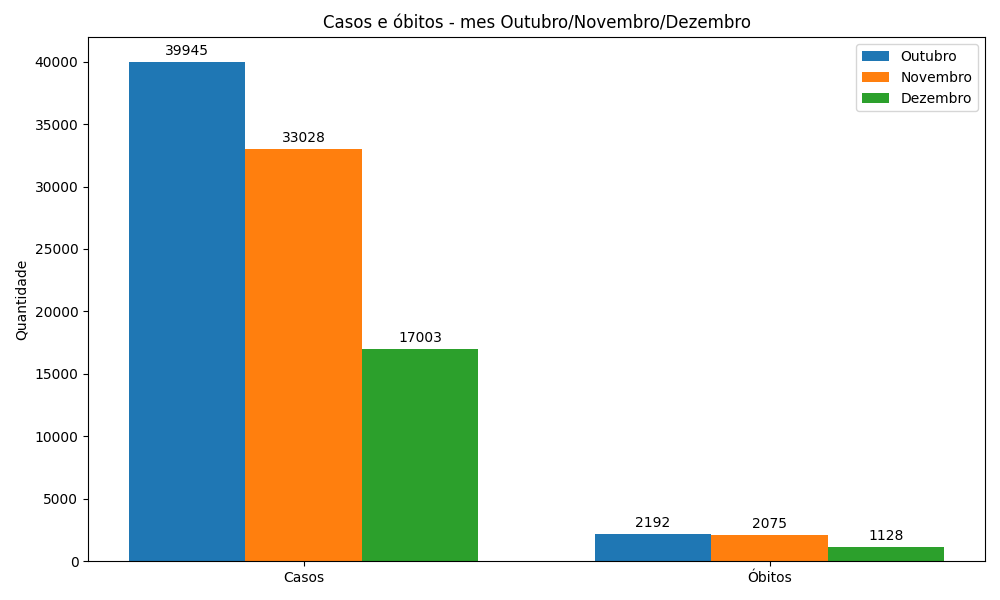 Casos e óbitos - mes Outubro/Novembro/Dezembro
Quantidade
40000
35000
30000
25000
20000
15000
10000
5000
0
39945
33028
17003
2192
2075
1128
Casos
Óbitos
Outubro
Novembro
Dezembro